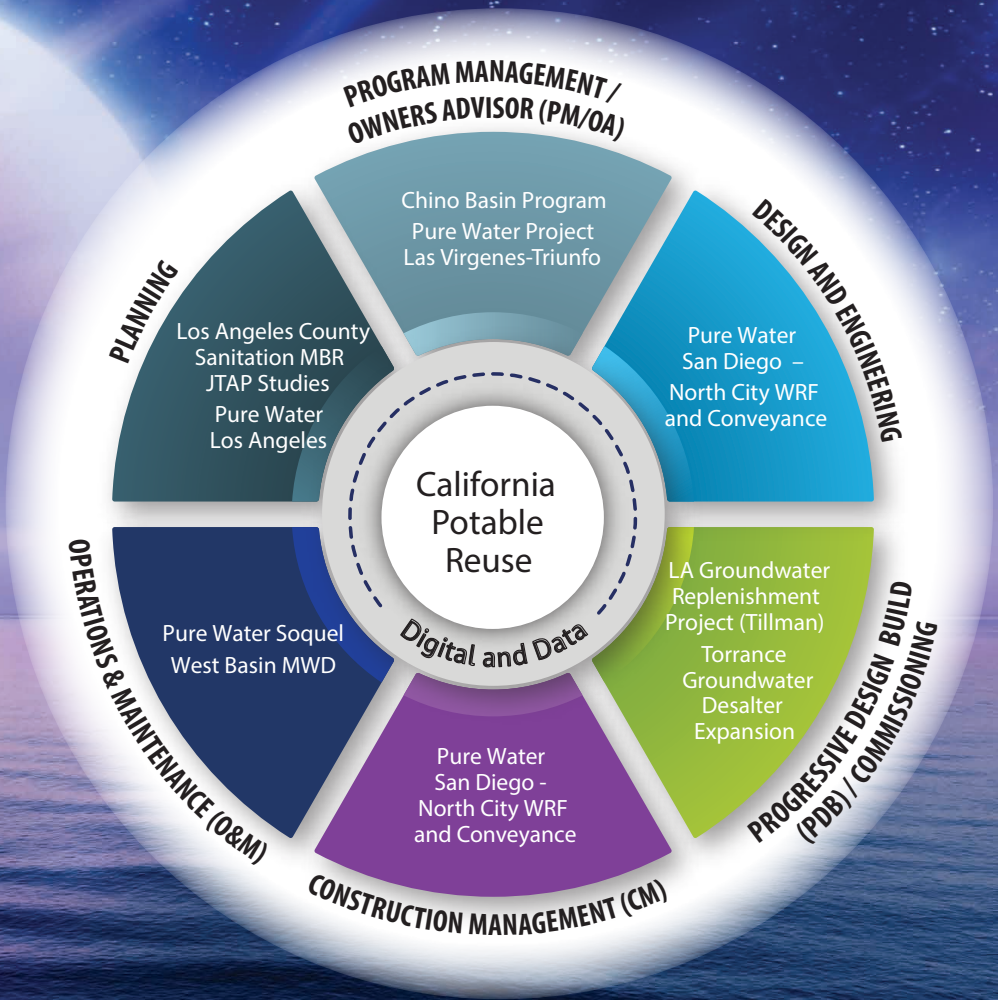 PROGRAM MANAGEMENT /
OWNERS ADVISOR (PM/OA)
Chino Basin Program
Pure Water Project
Las Virgenes-Triunfo
DESIGN AND ENGINEERING
Pure Water
San Diego –
North City WRF
and Conveyance
PROGRESSIVE DESIGN BUILD
(PDB) / COMMISSIONING
LA Groundwater
Replenishment
Project (Tillman)
Torrance
Groundwater
Desalter
Expansion
CONSTRUCTION MANAGEMENT (CM)
Pure Water
San Diego -
North City WRF
and Conveyance
OPERATIONS & MAINTENANCE (O&M)
Pure Water Soquel
West Basin MWD
PLANNING
Los Angeles County
Sanitation MBR
JTAP Studies
Pure Water
Los Angeles
California
Potable
Reuse
Digital and Data